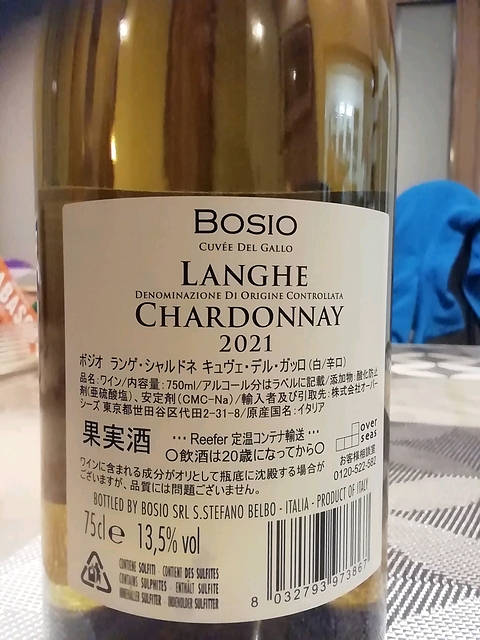 BOSIO
CUVÉE DEL GALLO
LANGHE
DENOMINAZIONE DI ORIGINE CONTROLLATA
CHARDONNAY
2021
ボジオ ランゲ・シャルドネ キュヴェ・デル・ガッロ (白/辛口)
品名:ワイン/内容量:750ml/アルコール分はラベルに記載/添加物:酸化防止
剤(亜硫酸塩)、安定剤(CMC-Na)/輸入者及び引取先:株式会社オーバー
シーズ 東京都世田谷区代田2-31-8/原産国名:イタリア
果実酒
… Reefer 定温コンテナ輸送 …
〇飲酒は20歳になってから〇
over
seas
お客様相談室
0120-522-582
ワインに含まれる成分がオリとして瓶底に沈殿する場合が
ございますが、品質には問題ございません。
BOTTLED BY BOSIO SRL S.STEFANO BELBO - ITALIA - PRODUCT OF ITALY
75cl e 13,5% vol
CONTIENE SOLFITI - CONTIENT DES SULFITES
CONTAINS SULPHITES - ENTHÄLT SULFITE
INNEHÅLLER SULFITER - INDEHOLDER SULFITTER
8 032793 973867